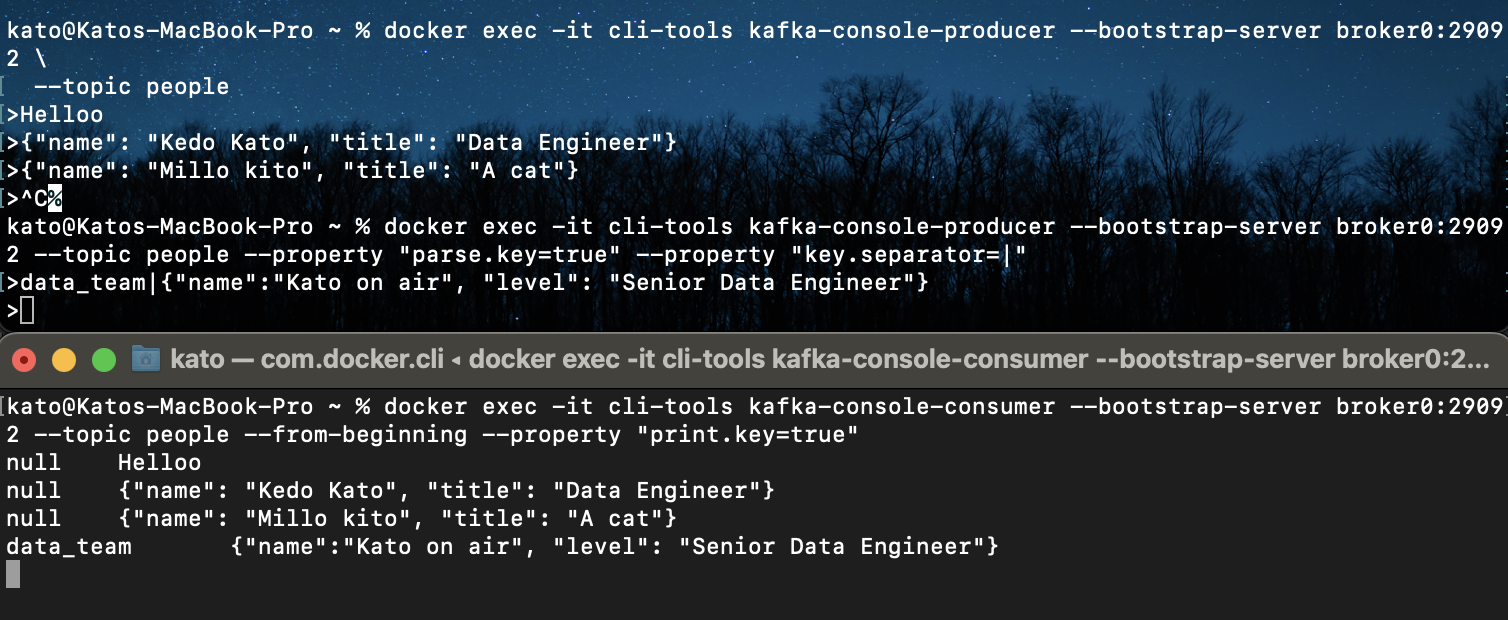 kato@Katos-MacBook-Pro ~ % docker exec -it cli-tools kafka-console-producer --bootstrap-server broker0:2909
2 \
  --topic people
>Helloo
>{"name": "Kedo Kato", "title": "Data Engineer"}
>{"name": "Millo kito", "title": "A cat"}
>^C%
kato@Katos-MacBook-Pro ~ % docker exec -it cli-tools kafka-console-producer --bootstrap-server broker0:2909
2 --topic people --property "parse.key=true" --property "key.separator=|"
>data_team|{"name":"Kato on air", "level": "Senior Data Engineer"}
>
kato — com.docker.cli ◂ docker exec -it cli-tools kafka-console-consumer --bootstrap-server broker0:2...
kato@Katos-MacBook-Pro ~ % docker exec -it cli-tools kafka-console-consumer --bootstrap-server broker0:2909
2 --topic people --from-beginning --property "print.key=true"
null    Helloo
null    {"name": "Kedo Kato", "title": "Data Engineer"}
null    {"name": "Millo kito", "title": "A cat"}
data_team       {"name":"Kato on air", "level": "Senior Data Engineer"}